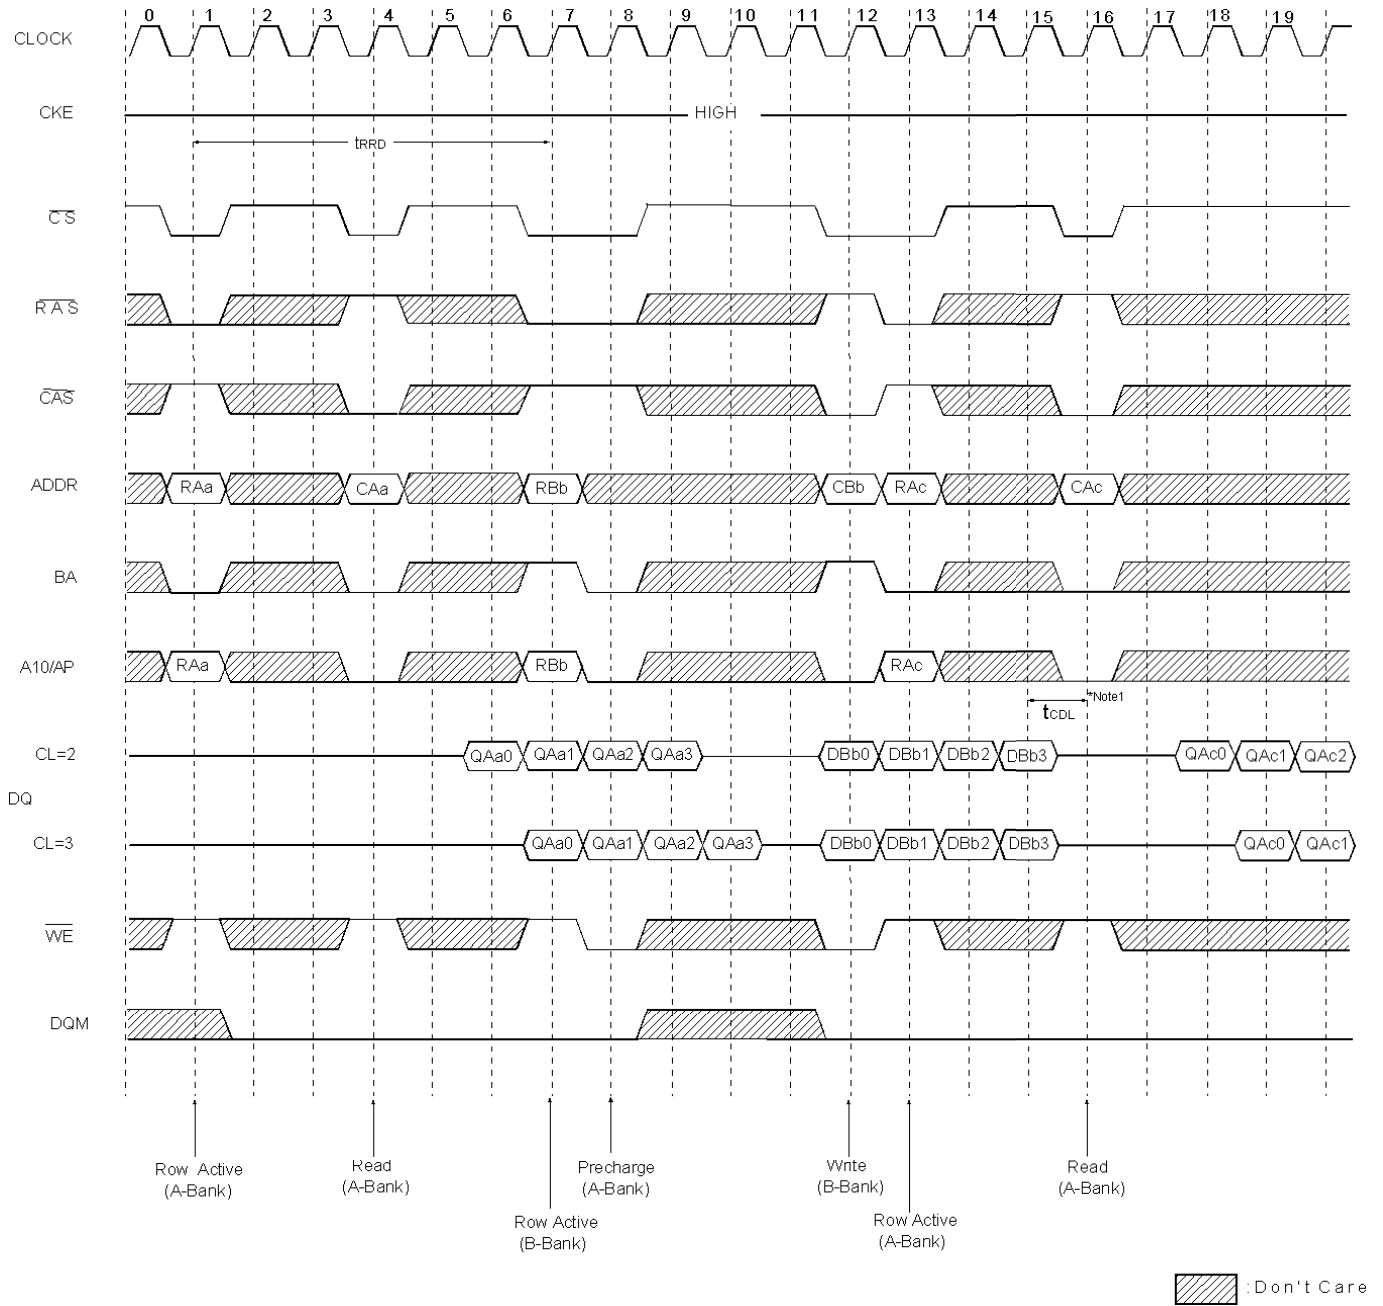 0 1 2 3 4 5 6 7 8 9 10 11 12 13 14 15 16 17 18 19
CLOCK
CKE
HIGH
tRRD
CS
RAS
CAS
ADDR RAa CAa RBb CBb RAc CAc
BA
A10/AP RAa RBb RAc
*Note1
tCDL
CL=2 QAa0 QAa1 QAa2 QAa3 DBb0 DBb1 DBb2 DBb3 QAc0 QAc1 QAc2
DQ
CL=3 QAa0 QAa1 QAa2 QAa3 DBb0 DBb1 DBb2 DBb3 QAc0 QAc1
WE
DQM
Row Active
(A-Bank)
Read
(A-Bank)
Row Active
(B-Bank)
Precharge
(A-Bank)
Write
(B-Bank)
Row Active
(A-Bank)
Read
(A-Bank)
:Don't Care